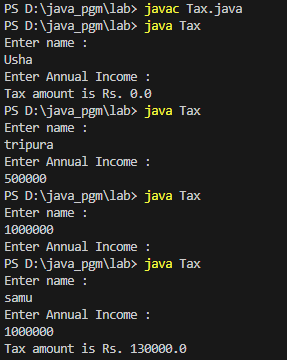 PS D:\java_pgm\lab> javac Tax.java
PS D:\java_pgm\lab> java Tax
Enter name :
Usha
Enter Annual Income :
Tax amount is Rs. 0.0
PS D:\java_pgm\lab> java Tax
Enter name :
tripura
Enter Annual Income :
500000
PS D:\java_pgm\lab> java Tax
Enter name :
1000000
Enter Annual Income :
PS D:\java_pgm\lab> java Tax
Enter name :
samu
Enter Annual Income :
1000000
Tax amount is Rs. 130000.0